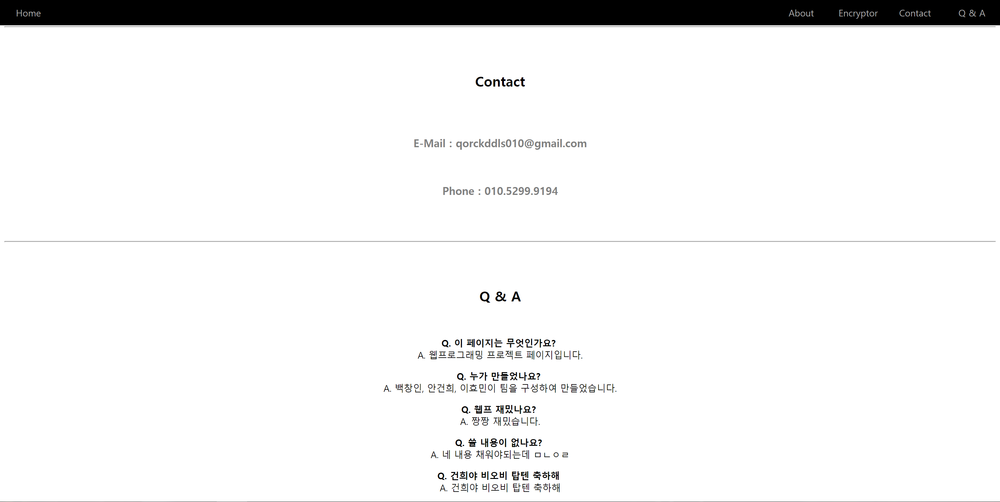 Home About Encryptor Contact Q & A
Contact
E-Mail : qorckddls010@gmail.com
Phone : 010.5299.9194
Q & A
Q. 이 페이지는 무엇인가요?
A. 웹프로그래밍 프로젝트 페이지입니다.
Q. 누가 만들었나요?
A. 백창인, 안건희, 이효민이 팀을 구성하여 만들었습니다.
Q. 웹프 재밌나요?
A. 짱짱 재밌습니다.
Q. 쓸 내용이 없나요?
A. 네 내용 채워야되는데 ㅁㄴㅇㄹ
Q. 건희야 비오비 탑텐 축하해
A. 건희야 비오비 탑텐 축하해